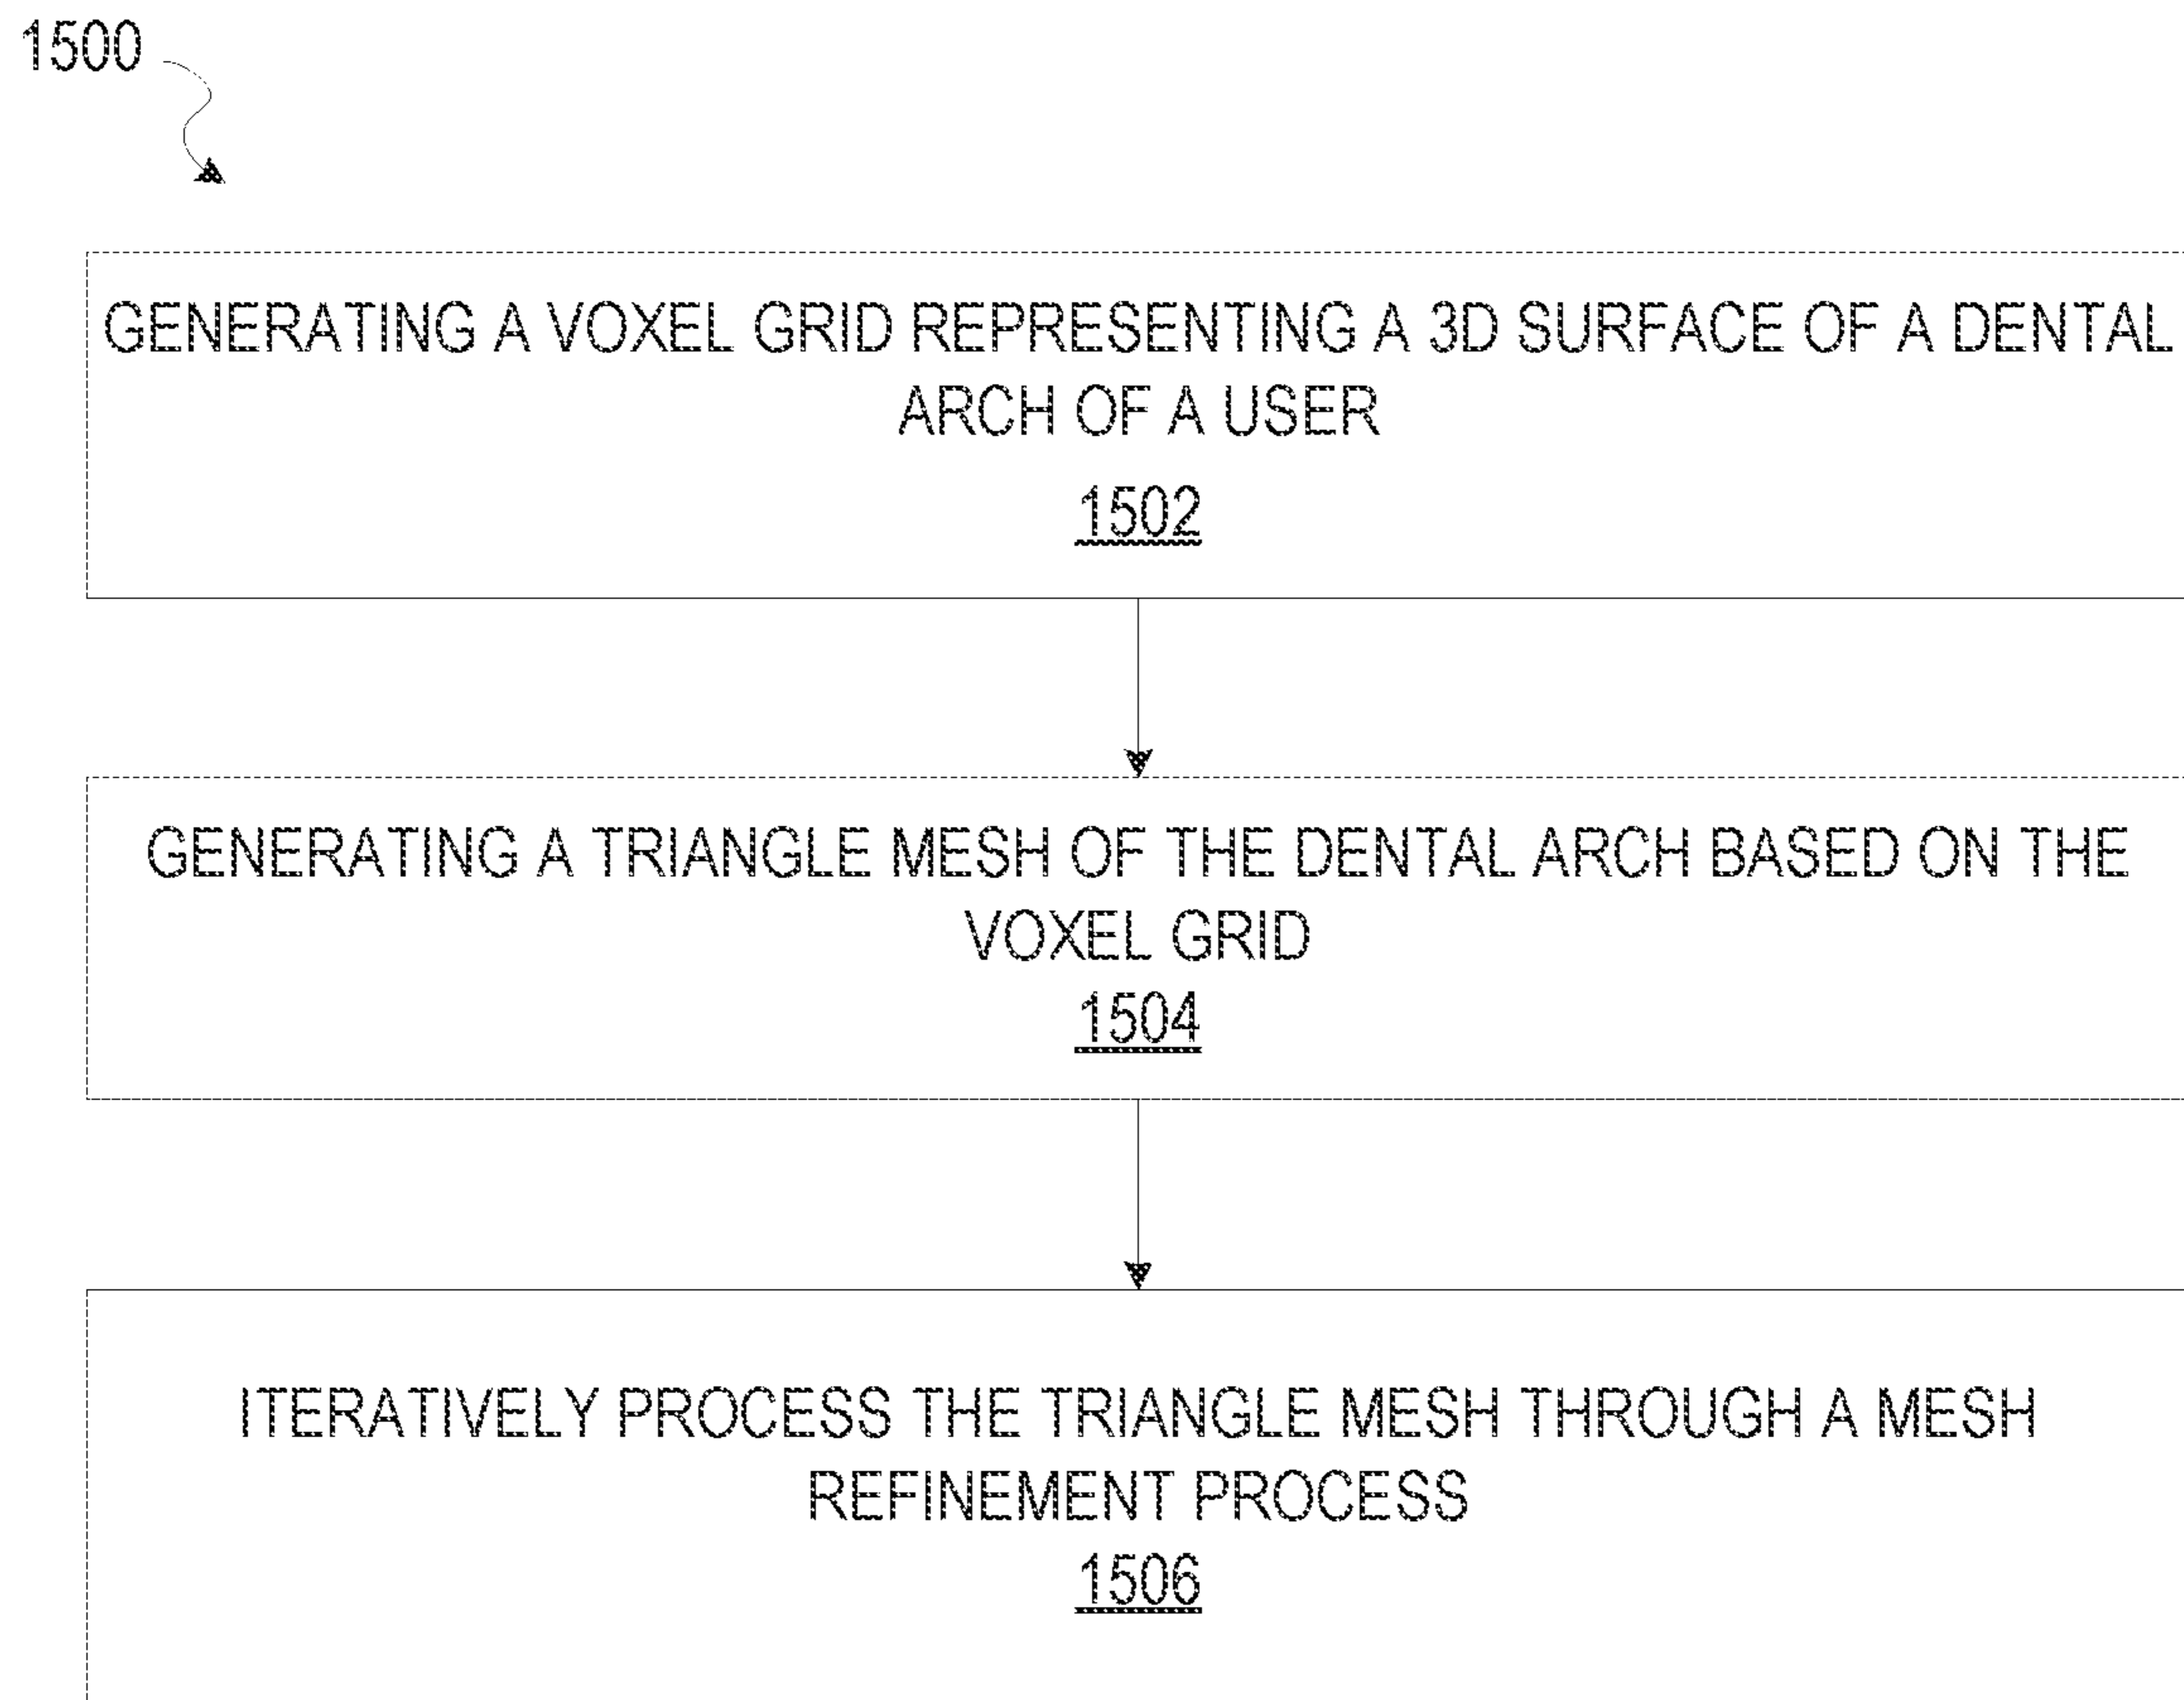 1500
GENERATING A VOXEL GRID REPRESENTING A 3D SURFACE OF A DENTAL
ARCH OF A USER
1502
GENERATING A TRIANGLE MESH OF THE DENTAL ARCH BASED ON THE
VOXEL GRID
1504
ITERATIVELY PROCESS THE TRIANGLE MESH THROUGH A MESH
REFINEMENT PROCESS
1506